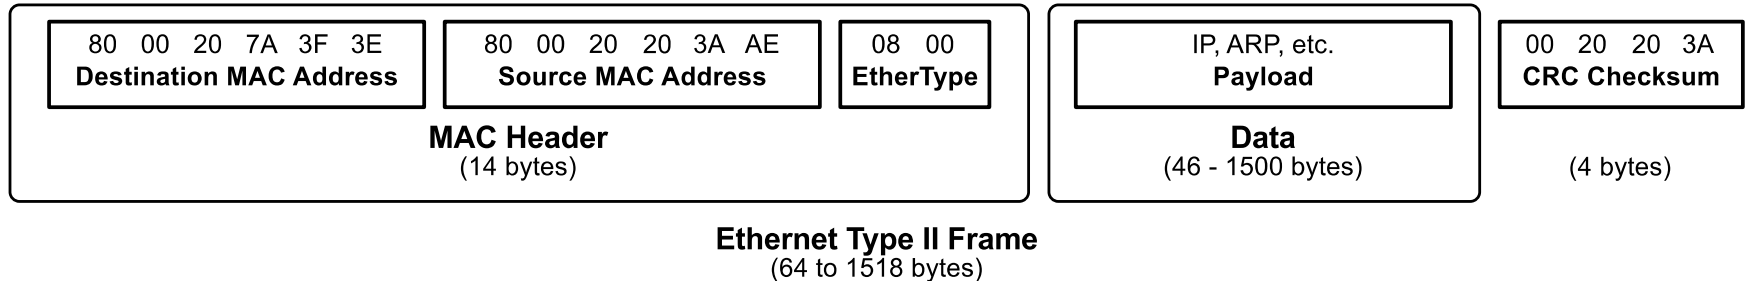 80 00 20 7A 3F 3E
Destination MAC Address
80 00 20 20 3A AE
Source MAC Address
08 00
EtherType
MAC Header
(14 bytes)
IP, ARP, etc.
Payload
Data
(46 - 1500 bytes)
00 20 20 3A
CRC Checksum
(4 bytes)
Ethernet Type II Frame
(64 to 1518 bytes)